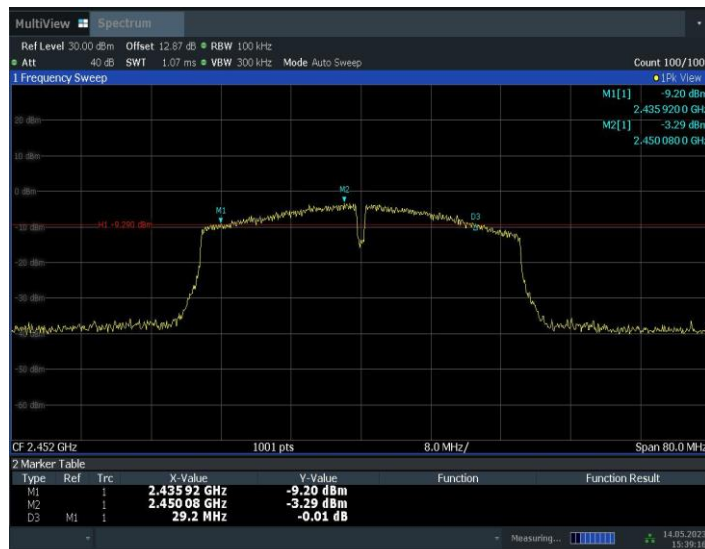 MultiView Spectrum
Ref Level 30.00 dBm Offset 12.87 dB RBW 100 kHz
Att 40 dB SWT 1.07 ms VBW 300 kHz Mode Auto Sweep Count 100/100
1 Frequency Sweep 1Pk View
M1[1] -9.20 dBm
2.435 920 0 GHz
M2[1] -3.29 dBm
2.450 080 0 GHz
20 dBm
10 dBm
0 dBm
M2
M1
D3
H1 -9.290 dBm
-10 dBm
-20 dBm
-30 dBm
-40 dBm
-50 dBm
-60 dBm
CF 2.452 GHz 1001 pts 8.0 MHz/ Span 80.0 MHz
2 Marker Table
Type Ref Trc X-Value Y-Value Function Function Result
M1 1 2.43592 GHz -9.20 dBm
M2 1 2.45008 GHz -3.29 dBm
D3 M1 1 29.2 MHz -0.01 dB
Measuring... 14.05.2023
15:39:16